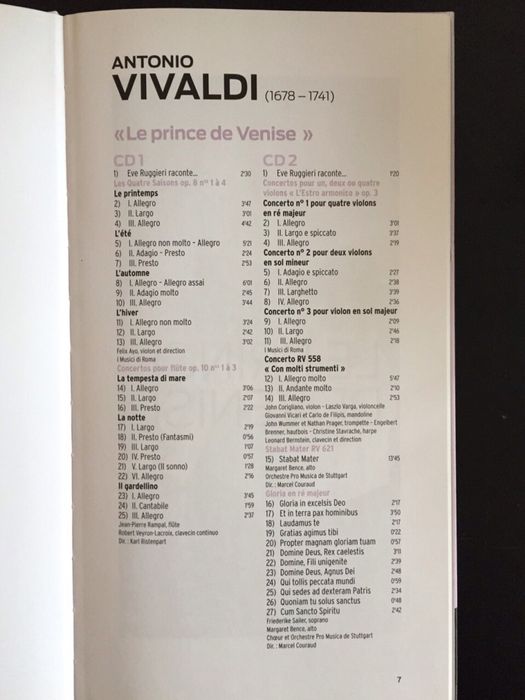 ANTONIO
VIVALDI (1678 – 1741)
« Le prince de Venise »
CD 1
1) Eve Ruggieri raconte... 2'30
Les Quatre Saisons op. 8 n° 1 à 4
Le printemps
2) I. Allegro 3'47
3) II. Largo 3'01
4) III. Allegro 4'42
L'été
5) I. Allegro non molto - Allegro 5'21
6) II. Adagio - Presto 2'24
7) III. Presto 2'53
L'automne
8) I. Allegro - Allegro assai 6'01
9) II. Adagio molto 2'45
10) III. Allegro 3'44
L'hiver
11) I. Allegro non molto 3'24
12) II. Largo 2'42
13) III. Allegro 3'02
Felix Ayo, violon et direction
I Musici di Roma
Concertos pour flûte op. 10 n° 1 à 3
La tempesta di mare
14) I. Allegro 3'06
15) II. Largo 2'07
16) III. Presto 2'22
La notte
17) I. Largo 2'19
18) II. Presto (Fantasmi) 0'56
19) III. Largo 1'07
20) IV. Presto 0'57
21) V. Largo (Il sonno) 1'28
22) VI. Allegro 2'16
Il gardellino
23) I. Allegro 3'45
24) II. Cantabile 1'59
25) III. Allegro 2'37
Jean-Pierre Rampal, flûte
Robert Veyron-Lacroix, clavecin continuo
Dir. : Karl Ristenpart
CD 2
1) Eve Ruggieri raconte... 1'20
Concertos pour un, deux ou quatre
violons « L'Estro armonico » op. 3
Concerto n° 1 pour quatre violons
en ré majeur
2) I. Allegro 3'01
3) II. Largo e spiccato 3'37
4) III. Allegro 2'19
Concerto n° 2 pour deux violons
en sol mineur
5) I. Adagio e spiccato 2'27
6) II. Allegro 2'38
7) III. Larghetto 3'39
8) IV. Allegro 2'36
Concerto n° 3 pour violon en sol majeur
9) I. Allegro 2'09
10) II. Largo 2'46
11) III. Allegro 2'18
I Musici di Roma
Concerto RV 558
« Con molti strumenti »
12) I. Allegro molto 5'47
13) II. Andante molto 2'10
14) III. Allegro 2'53
John Corigliano, violon - Laszlo Varga, violoncelle
Giovanni Vicari et Carlo de Filipis, mandoline
John Wummer et Nathan Prager, trompette - Engelbert
Brenner, hautbois - Christine Stavrache, harpe
Leonard Bernstein, clavecin et direction
Stabat Mater RV 621
15) Stabat Mater 13'45
Margaret Bence, alto
Orchestre Pro Musica de Stuttgart
Dir. : Marcel Couraud
Gloria en ré majeur
16) Gloria in excelsis Deo 2'17
17) Et in terra pax hominibus 3'50
18) Laudamus te 2'17
19) Gratias agimus tibi 0'22
20) Propter magnam gloriam tuam 0'57
21) Domine Deus, Rex caelestis 3'11
22) Domine, Fili unigenite 2'39
23) Domine Deus, Agnus Dei 2'48
24) Qui tollis peccata mundi 0'59
25) Qui sedes ad dexteram Patris 2'34
26) Quoniam tu solus sanctus 0'48
27) Cum Sancto Spiritu 2'42
Friederike Sailer, soprano
Margaret Bence, alto
Chœur et Orchestre Pro Musica de Stuttgart
Dir. : Marcel Couraud
7